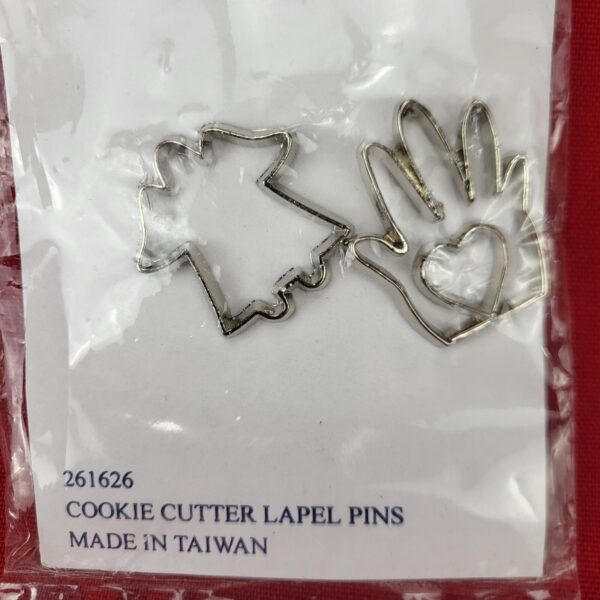 261626
COOKIE CUTTER LAPEL PINS
MADE IN TAIWAN